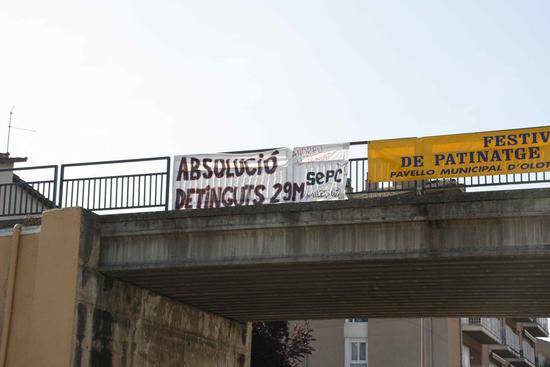 ABSOLUCIÓ
DETINGUTS 29M
SEPC
FESTIV
DE PATINATGE
PAVELLO MUNICIPAL D'OLOT